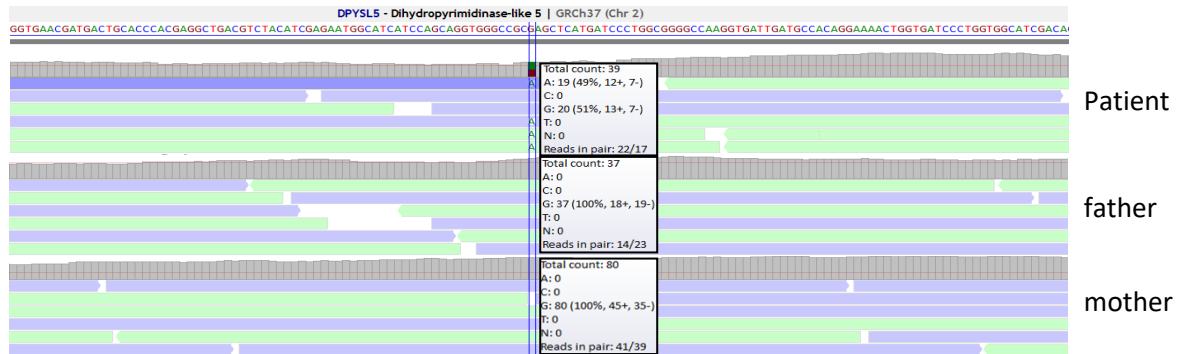 DPYSL5 - Dihydropyrimidinase-like 5 | GRCh37 (Chr 2)
GGTGAACGATGACTGCACCCACGAGGCTGACGTCTACATCGAGAATGGCATCATCCAGCAGGTGGGCCGCGAGCTCATGATCCCTGGCGGGGCCAAGGTGATTGATGCCACAGGAAAACTGGTGATCCCTGGTGGCATCGACA
Total count: 39
A: 19 (49%, 12+, 7-)
C: 0
G: 20 (51%, 13+, 7-)
T: 0
N: 0
Reads in pair: 22/17
A
A
A
A
Patient
Total count: 37
A: 0
C: 0
G: 37 (100%, 18+, 19-)
T: 0
N: 0
Reads in pair: 14/23
father
Total count: 80
A: 0
C: 0
G: 80 (100%, 45+, 35-)
T: 0
N: 0
Reads in pair: 41/39
mother